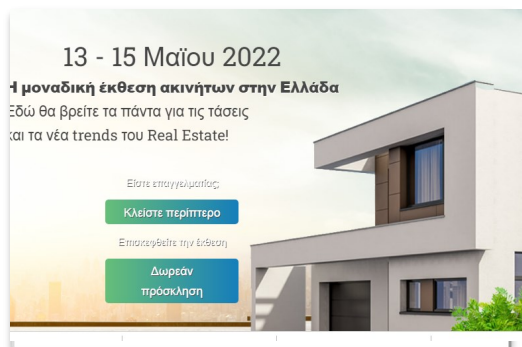 13 - 15 Μαΐου 2022
Η μοναδική έκθεση ακινήτων στην Ελλάδα
Εδώ θα βρείτε τα πάντα για τις τάσεις
και τα νέα trends του Real Estate!
Είστε επαγγελματίας;
Κλείστε περίπτερο
Επισκεφθείτε την έκθεση
Δωρεάν
πρόσκληση